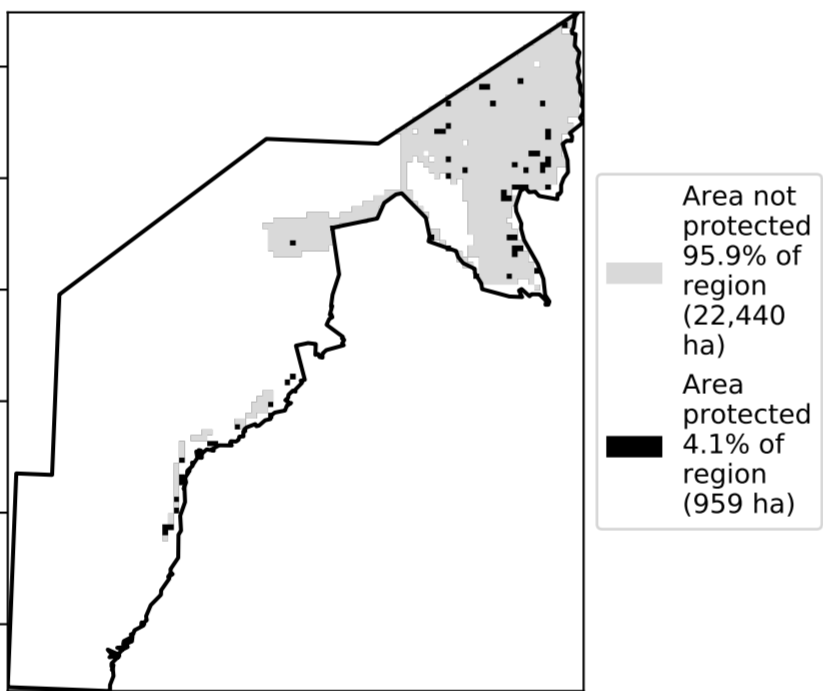 Area not
protected
95.9% of
region
(22,440
ha)
Area
protected
4.1% of
region
(959 ha)